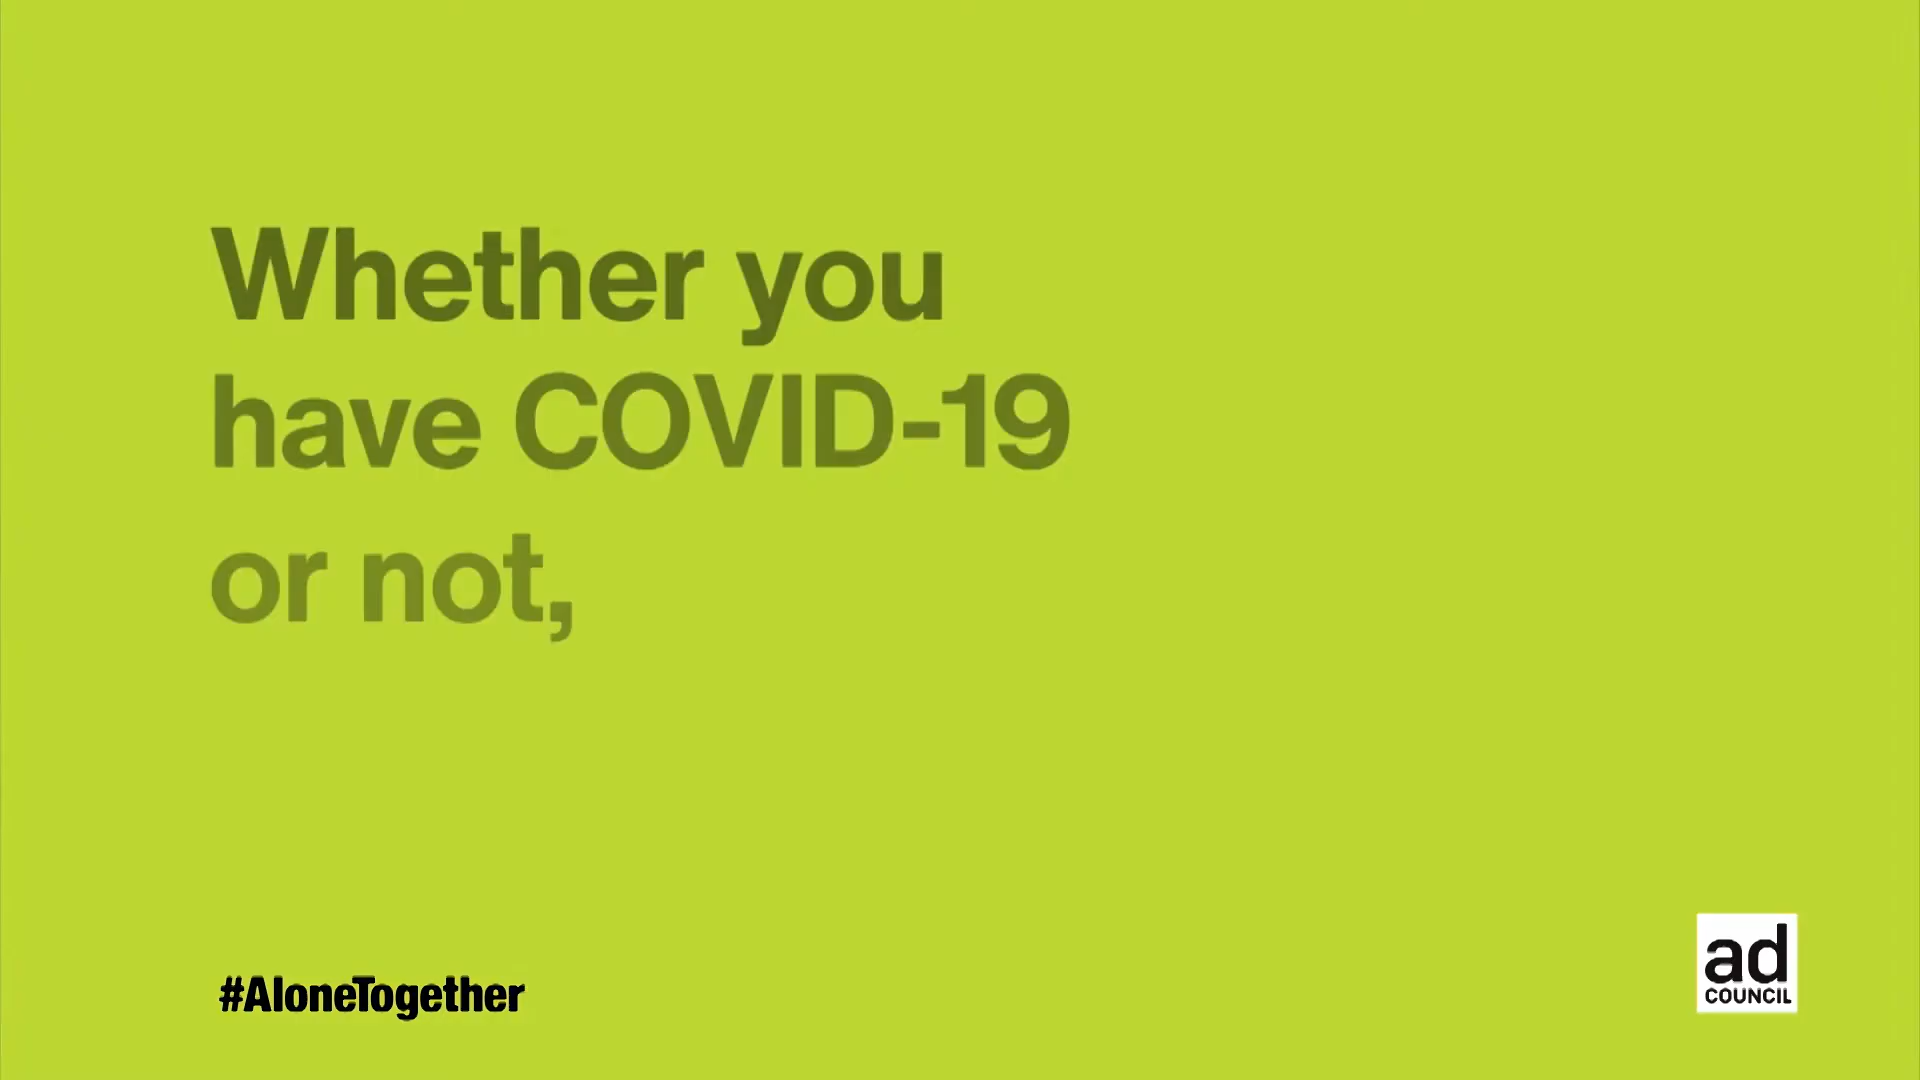 Whether you
have COVID-19
or not,
#AloneTogether
ad
COUNCIL